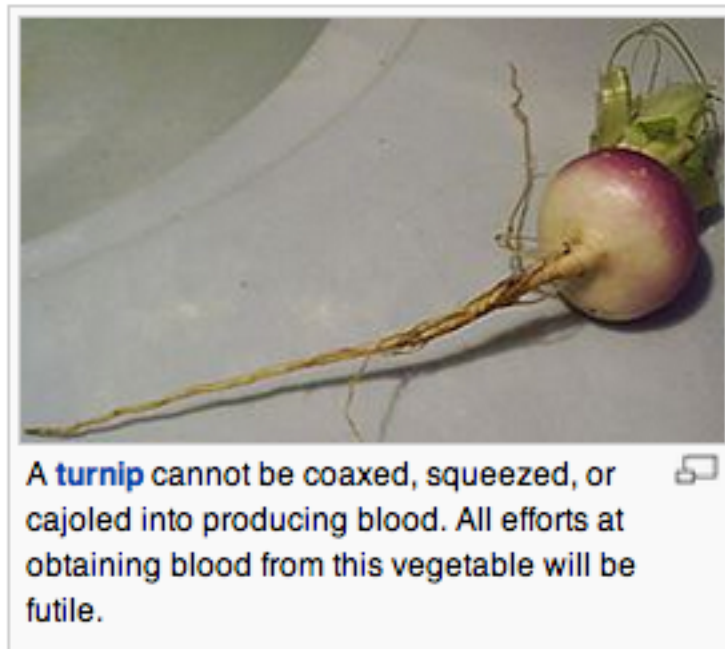 A turnip cannot be coaxed, squeezed, or
cajoled into producing blood. All efforts at
obtaining blood from this vegetable will be
futile.